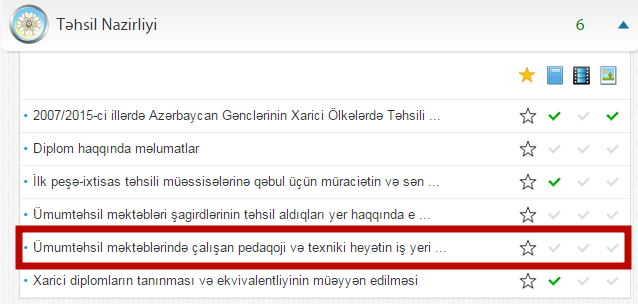 Təhsil Nazirliyi 6
2007/2015-ci illərdə Azərbaycan Gənclərinin Xarici Ölkələrdə Təhsili ...
Diplom haqqında məlumatlar
İlk peşə-ixtisas təhsili müəssisələrinə qəbul üçün müraciətin və sən ...
Ümumtəhsil məktəbləri şagirdlərinin təhsil aldıqları yer haqqında e ...
Ümumtəhsil məktəblərində çalışan pedaqoji və texniki heyətin iş yeri ...
Xarici diplomların tanınması və ekvivalentliyinin müəyyen edilməsi